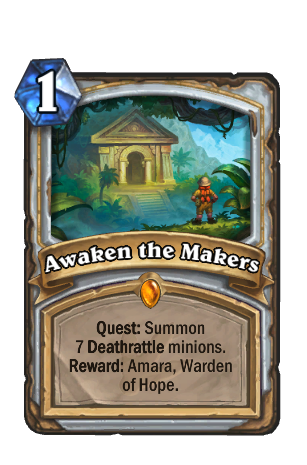 1
Awaken the Makers
Quest: Summon
7 Deathrattle minions.
Reward: Amara, Warden
of Hope.